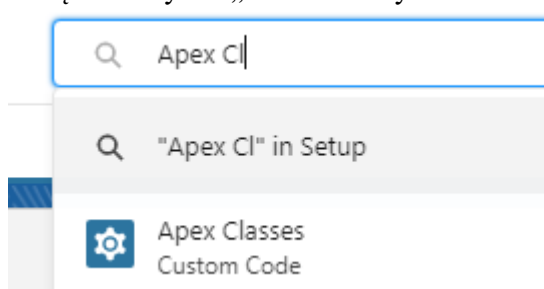 Apex Cl
"Apex Cl" in Setup
Apex Classes
Custom Code